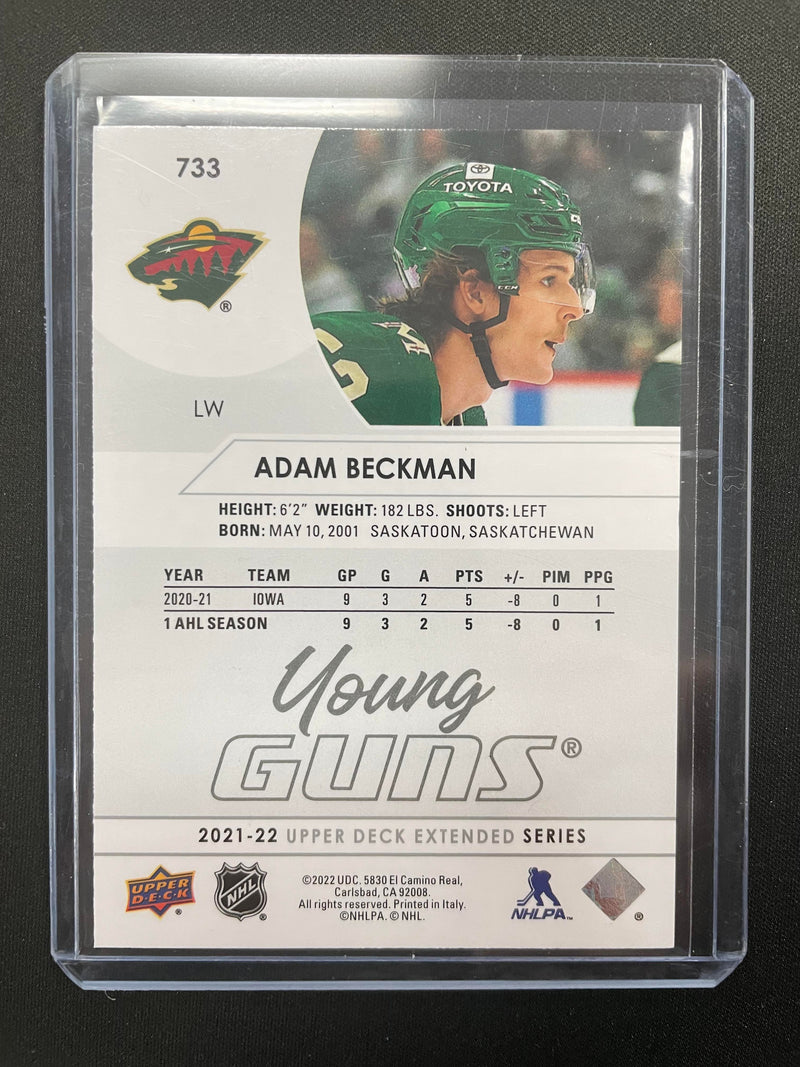 733
TOYOTA
CCM
®
LW
ADAM BECKMAN
HEIGHT: 6'2" WEIGHT: 182 LBS. SHOOTS: LEFT
BORN: MAY 10, 2001 SASKATOON, SASKATCHEWAN
YEAR TEAM GP G A PTS +/- PIM PPG
2020-21 IOWA 9 3 2 5 -8 0 1
1 AHL SEASON 9 3 2 5 -8 0 1
Young
GUNS®
2021-22 UPPER DECK EXTENDED SERIES
UPPER
D·E·C·K
®
NHL
®
©2022 UDC. 5830 El Camino Real,
Carlsbad, CA 92008.
All rights reserved. Printed in Italy.
©NHLPA. © NHL.
NHLPA™
®